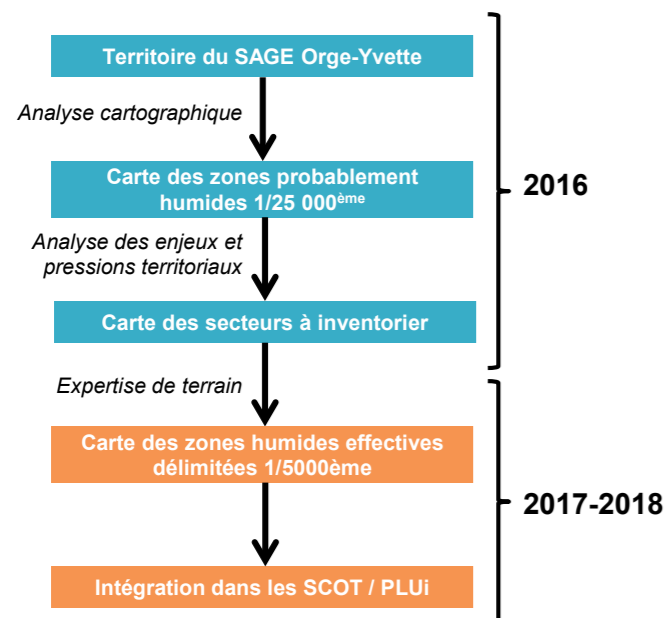 Territoire du SAGE Orge-Yvette
Analyse cartographique
Carte des zones probablement
humides 1/25 000ème
2016
Analyse des enjeux et
pressions territoriaux
Carte des secteurs à inventorier
Expertise de terrain
Carte des zones humides effectives
délimitées 1/5000ème
2017-2018
Intégration dans les SCOT / PLUi